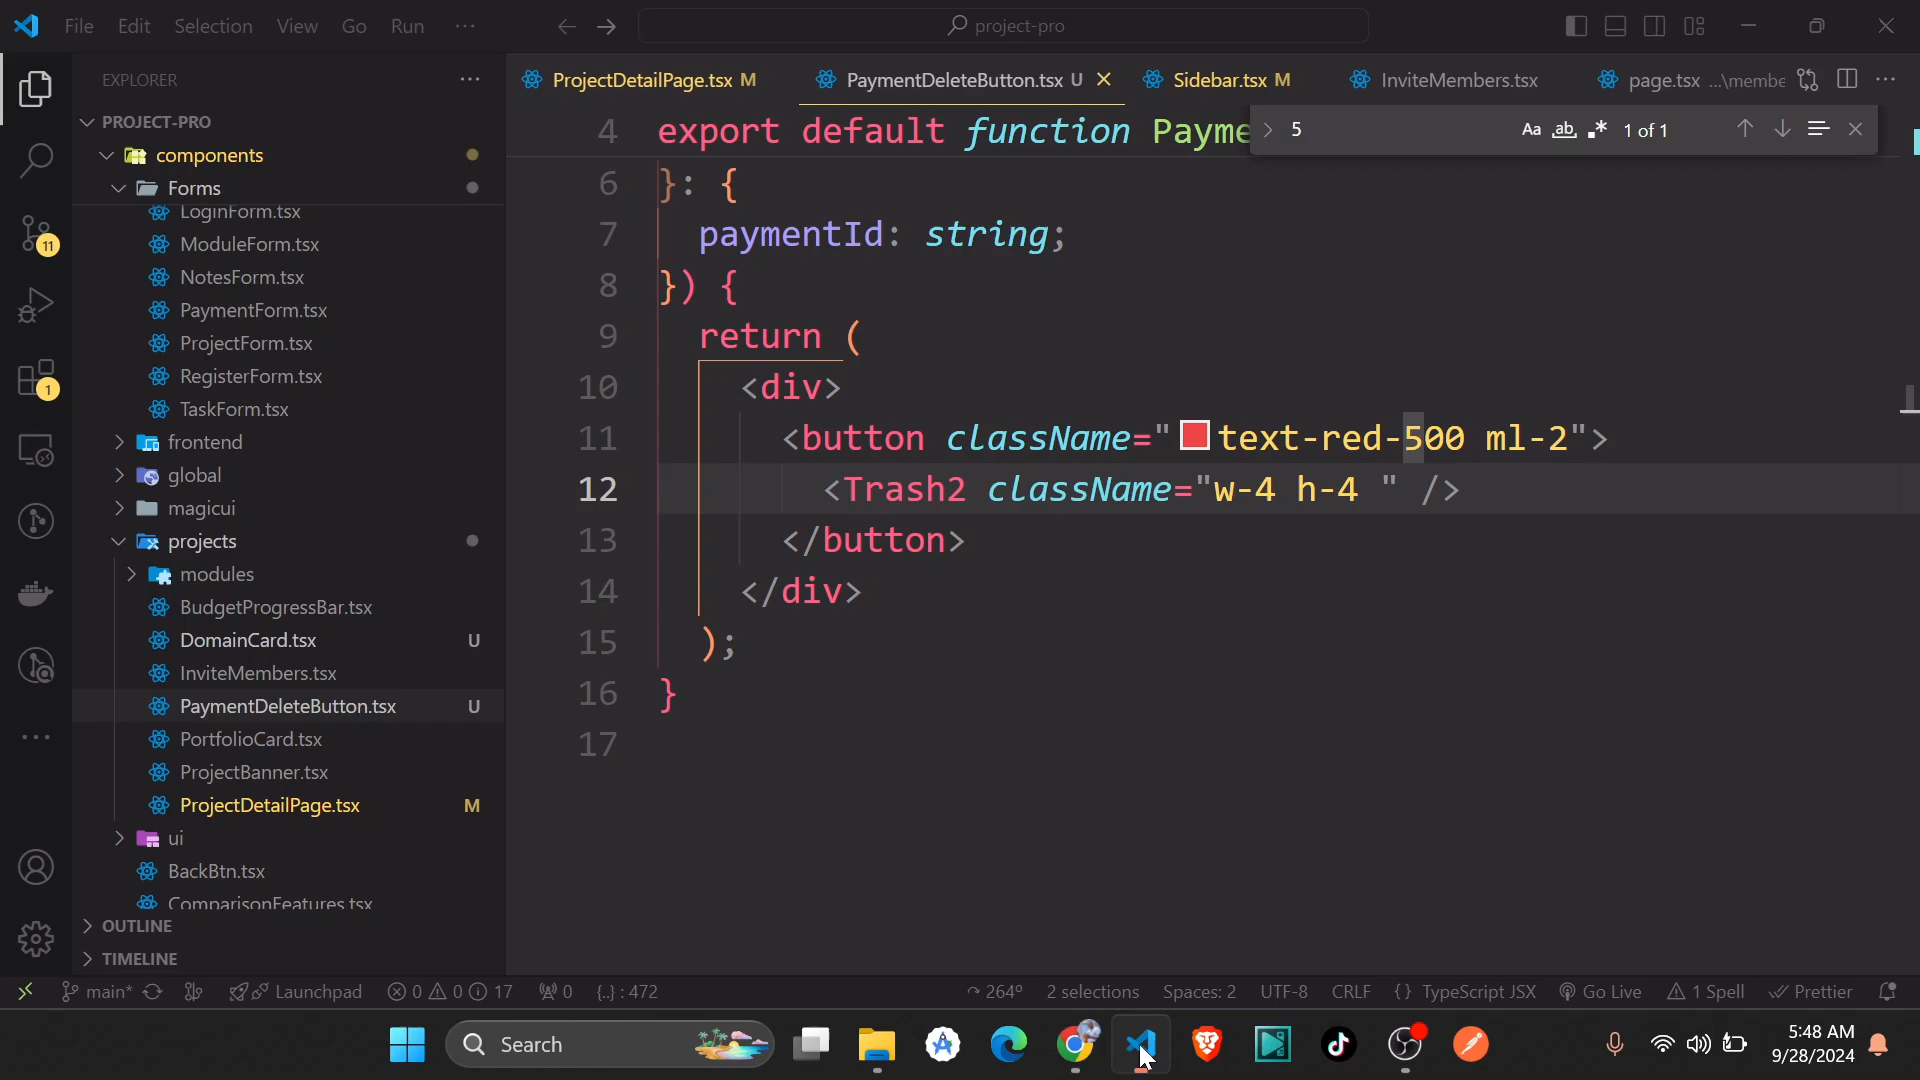 File Edit Selection View Go Run ···
project-pro
EXPLORER
PROJECT-PRO
components
Forms
LoginForm.tsx
ModuleForm.tsx
NotesForm.tsx
PaymentForm.tsx
ProjectForm.tsx
RegisterForm.tsx
TaskForm.tsx
frontend
global
magicui
projects
modules
BudgetProgressBar.tsx
DomainCard.tsx U
InviteMembers.tsx
PaymentDeleteButton.tsx U
PortfolioCard.tsx
ProjectBanner.tsx
ProjectDetailPage.tsx M
ui
BackBtn.tsx
ComparisonFeatures.tsx
OUTLINE
TIMELINE
11
1
ProjectDetailPage.tsx M PaymentDeleteButton.tsx U Sidebar.tsx M InviteMembers.tsx page.tsx ...\membe
5 Aa ab .* 1 of 1
4 export default function Payme
6 }: {
7 paymentId: string;
8 }) {
9 return (
10 <div>
11 <button className="text-red-500 ml-2">
12 <Trash2 className="w-4 h-4 " />
13 </button>
14 </div>
15 );
16 }
17
main* Launchpad 0 0 17 0 {..} : 472 264° 2 selections Spaces: 2 UTF-8 CRLF {} TypeScript JSX Go Live 1 Spell Prettier
Search
5:48 AM
9/28/2024